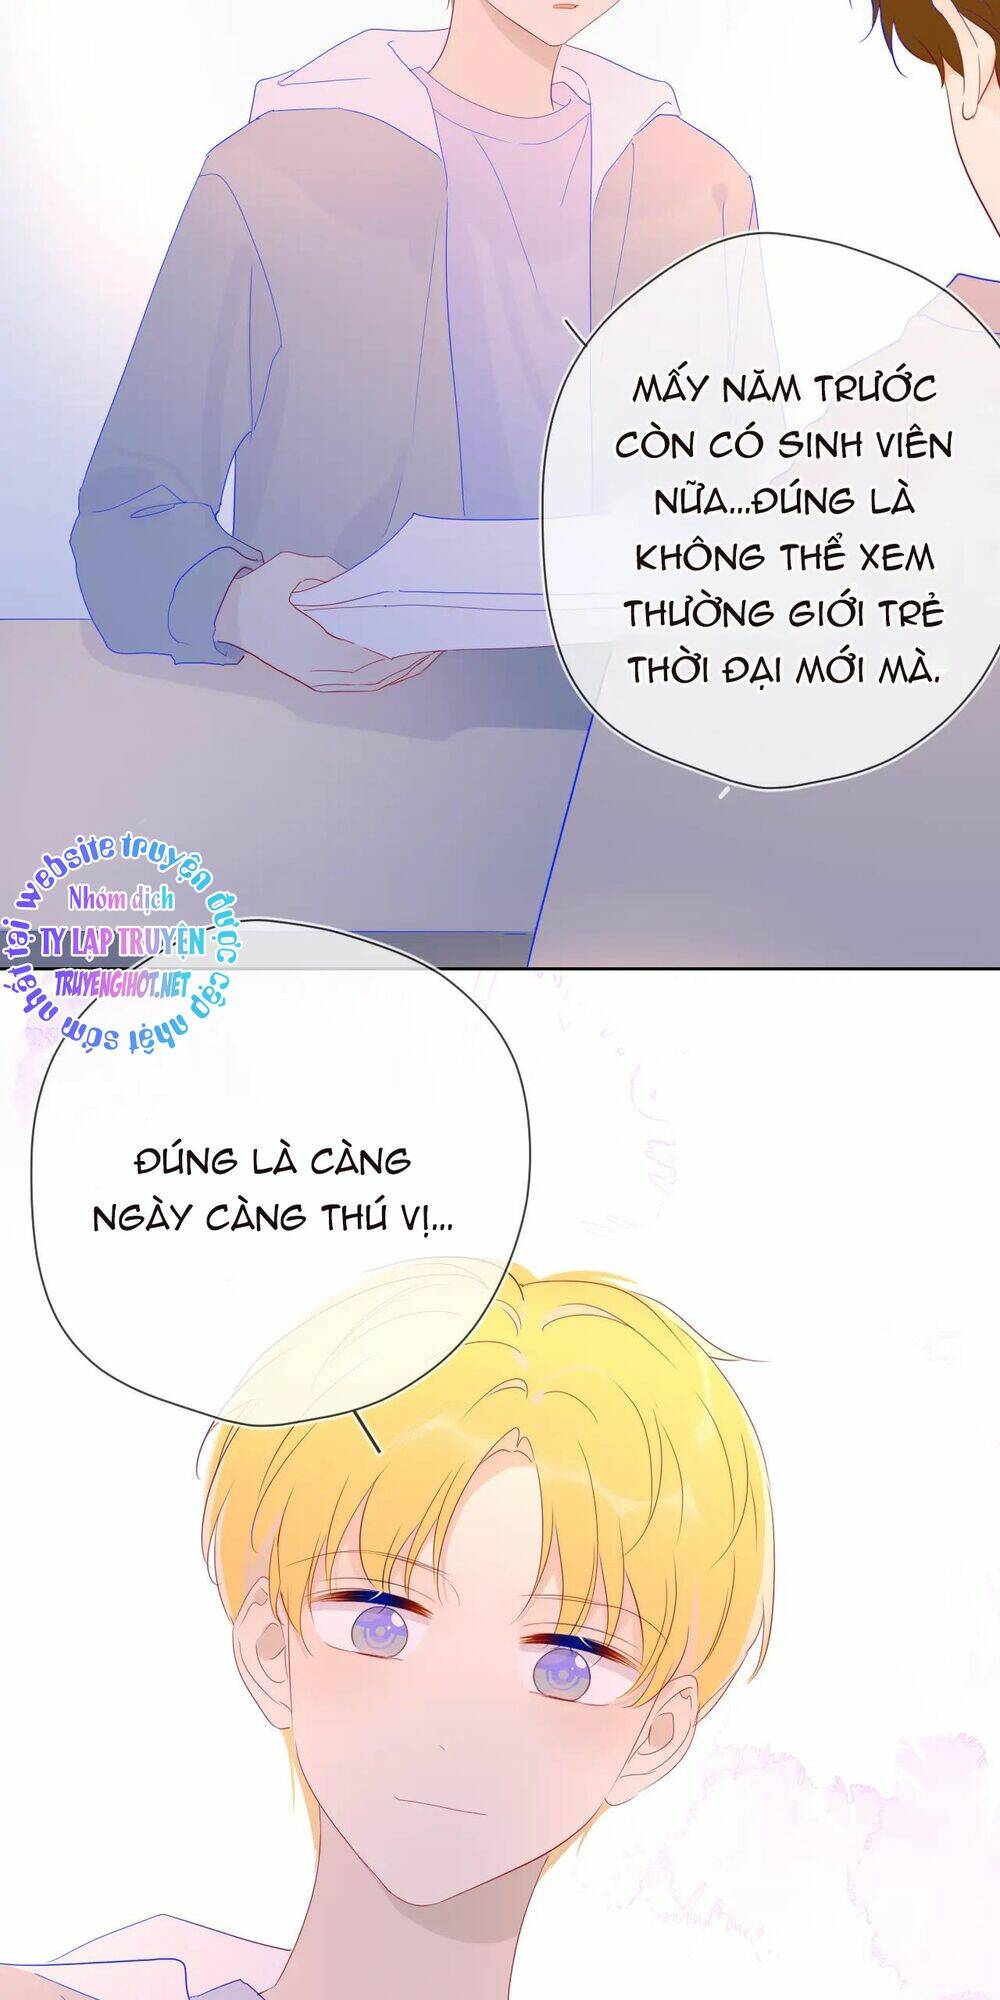 MẤY NĂM TRƯỚC
CÒN CÓ SINH VIÊN
NỮA...ĐÚNG LÀ
KHÔNG THỂ XEM
THƯỜNG GIỚI TRẺ
THỜI ĐẠI MỚI MÀ.
nhất tại website truyện được cập nhật sớm
Nhóm dịch
TY LAP TRUYỆN
TRUYENGIHOT.NET
ĐÚNG LÀ CÀNG
NGÀY CÀNG THÚ VỊ...